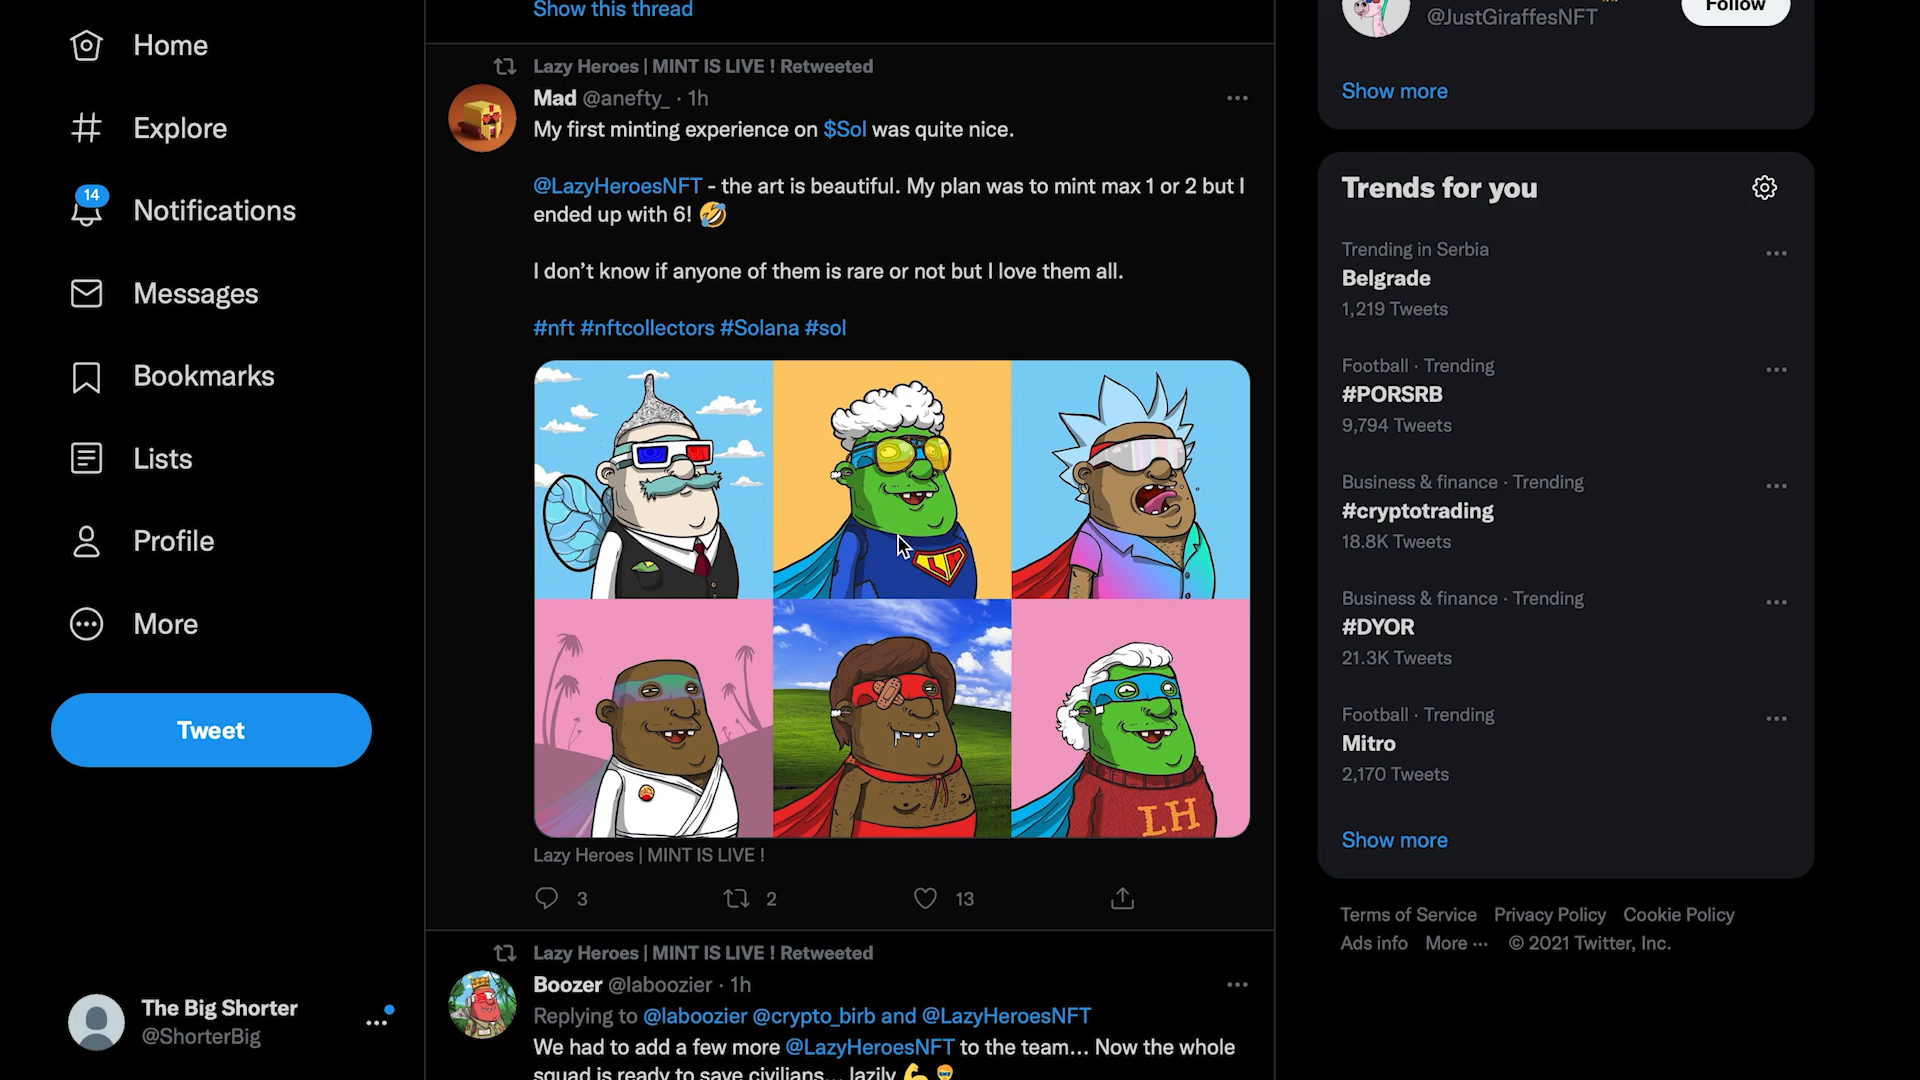 Home
Explore
14
Notifications
Messages
Bookmarks
Lists
Profile
More
Tweet
The Big Shorter
@ShorterBig
Show this thread
Lazy Heroes | MINT IS LIVE ! Retweeted
Mad @anefty_ · 1h
My first minting experience on $Sol was quite nice.
@LazyHeroesNFT - the art is beautiful. My plan was to mint max 1 or 2 but I
ended up with 6! 🤣
I don’t know if anyone of them is rare or not but I love them all.
#nft #nftcollectors #Solana #sol
LH
LH
Lazy Heroes | MINT IS LIVE !
3 2 13
Lazy Heroes | MINT IS LIVE ! Retweeted
Boozer @laboozier · 1h
Replying to @laboozier @crypto_birb and @LazyHeroesNFT
We had to add a few more @LazyHeroesNFT to the team... Now the whole
squad is ready to save civilians... lazily 💪
@JustGiraffesNFT
Follow
Show more
Trends for you
Trending in Serbia
Belgrade
1,219 Tweets
Football · Trending
#PORSRB
9,794 Tweets
Business & finance · Trending
#cryptotrading
18.8K Tweets
Business & finance · Trending
#DYOR
21.3K Tweets
Football · Trending
Mitro
2,170 Tweets
Show more
Terms of Service Privacy Policy Cookie Policy
Ads info More ··· © 2021 Twitter, Inc.